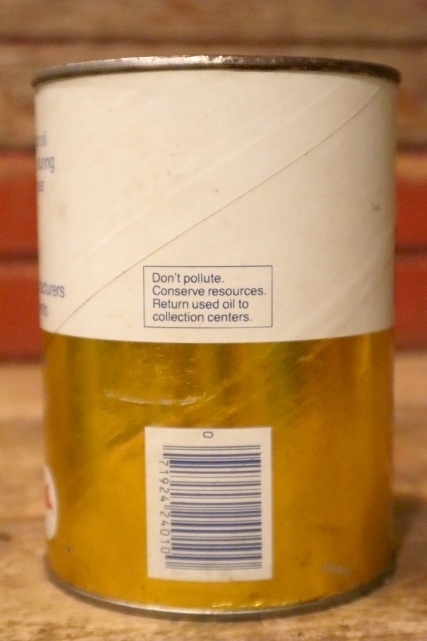 Don't pollute.
Conserve resources.
Return used oil to
collection centers.
0
71924 24010